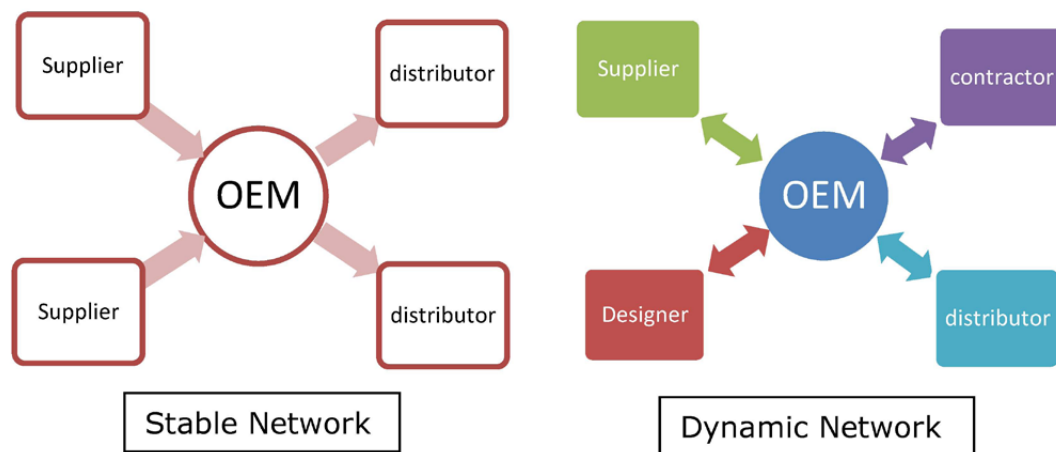 Supplier
distributor
OEM
Supplier
distributor
Stable Network
Supplier
contractor
OEM
Designer
distributor
Dynamic Network